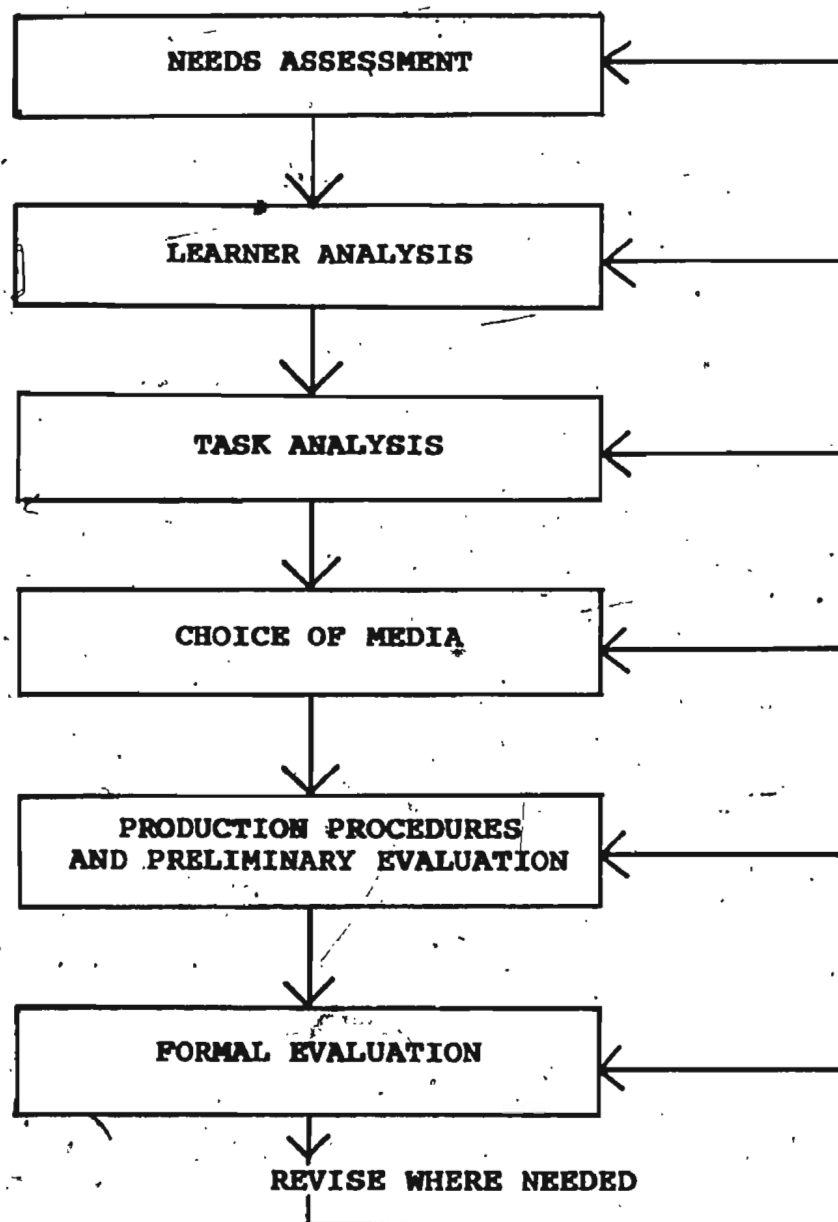 NEEDS ASSESSMENT
LEARNER ANALYSIS
TASK ANALYSIS
CHOICE OF MEDIA
PRODUCTION PROCEDURES
AND PRELIMINARY EVALUATION
FORMAL EVALUATION
REVISE WHERE NEEDED